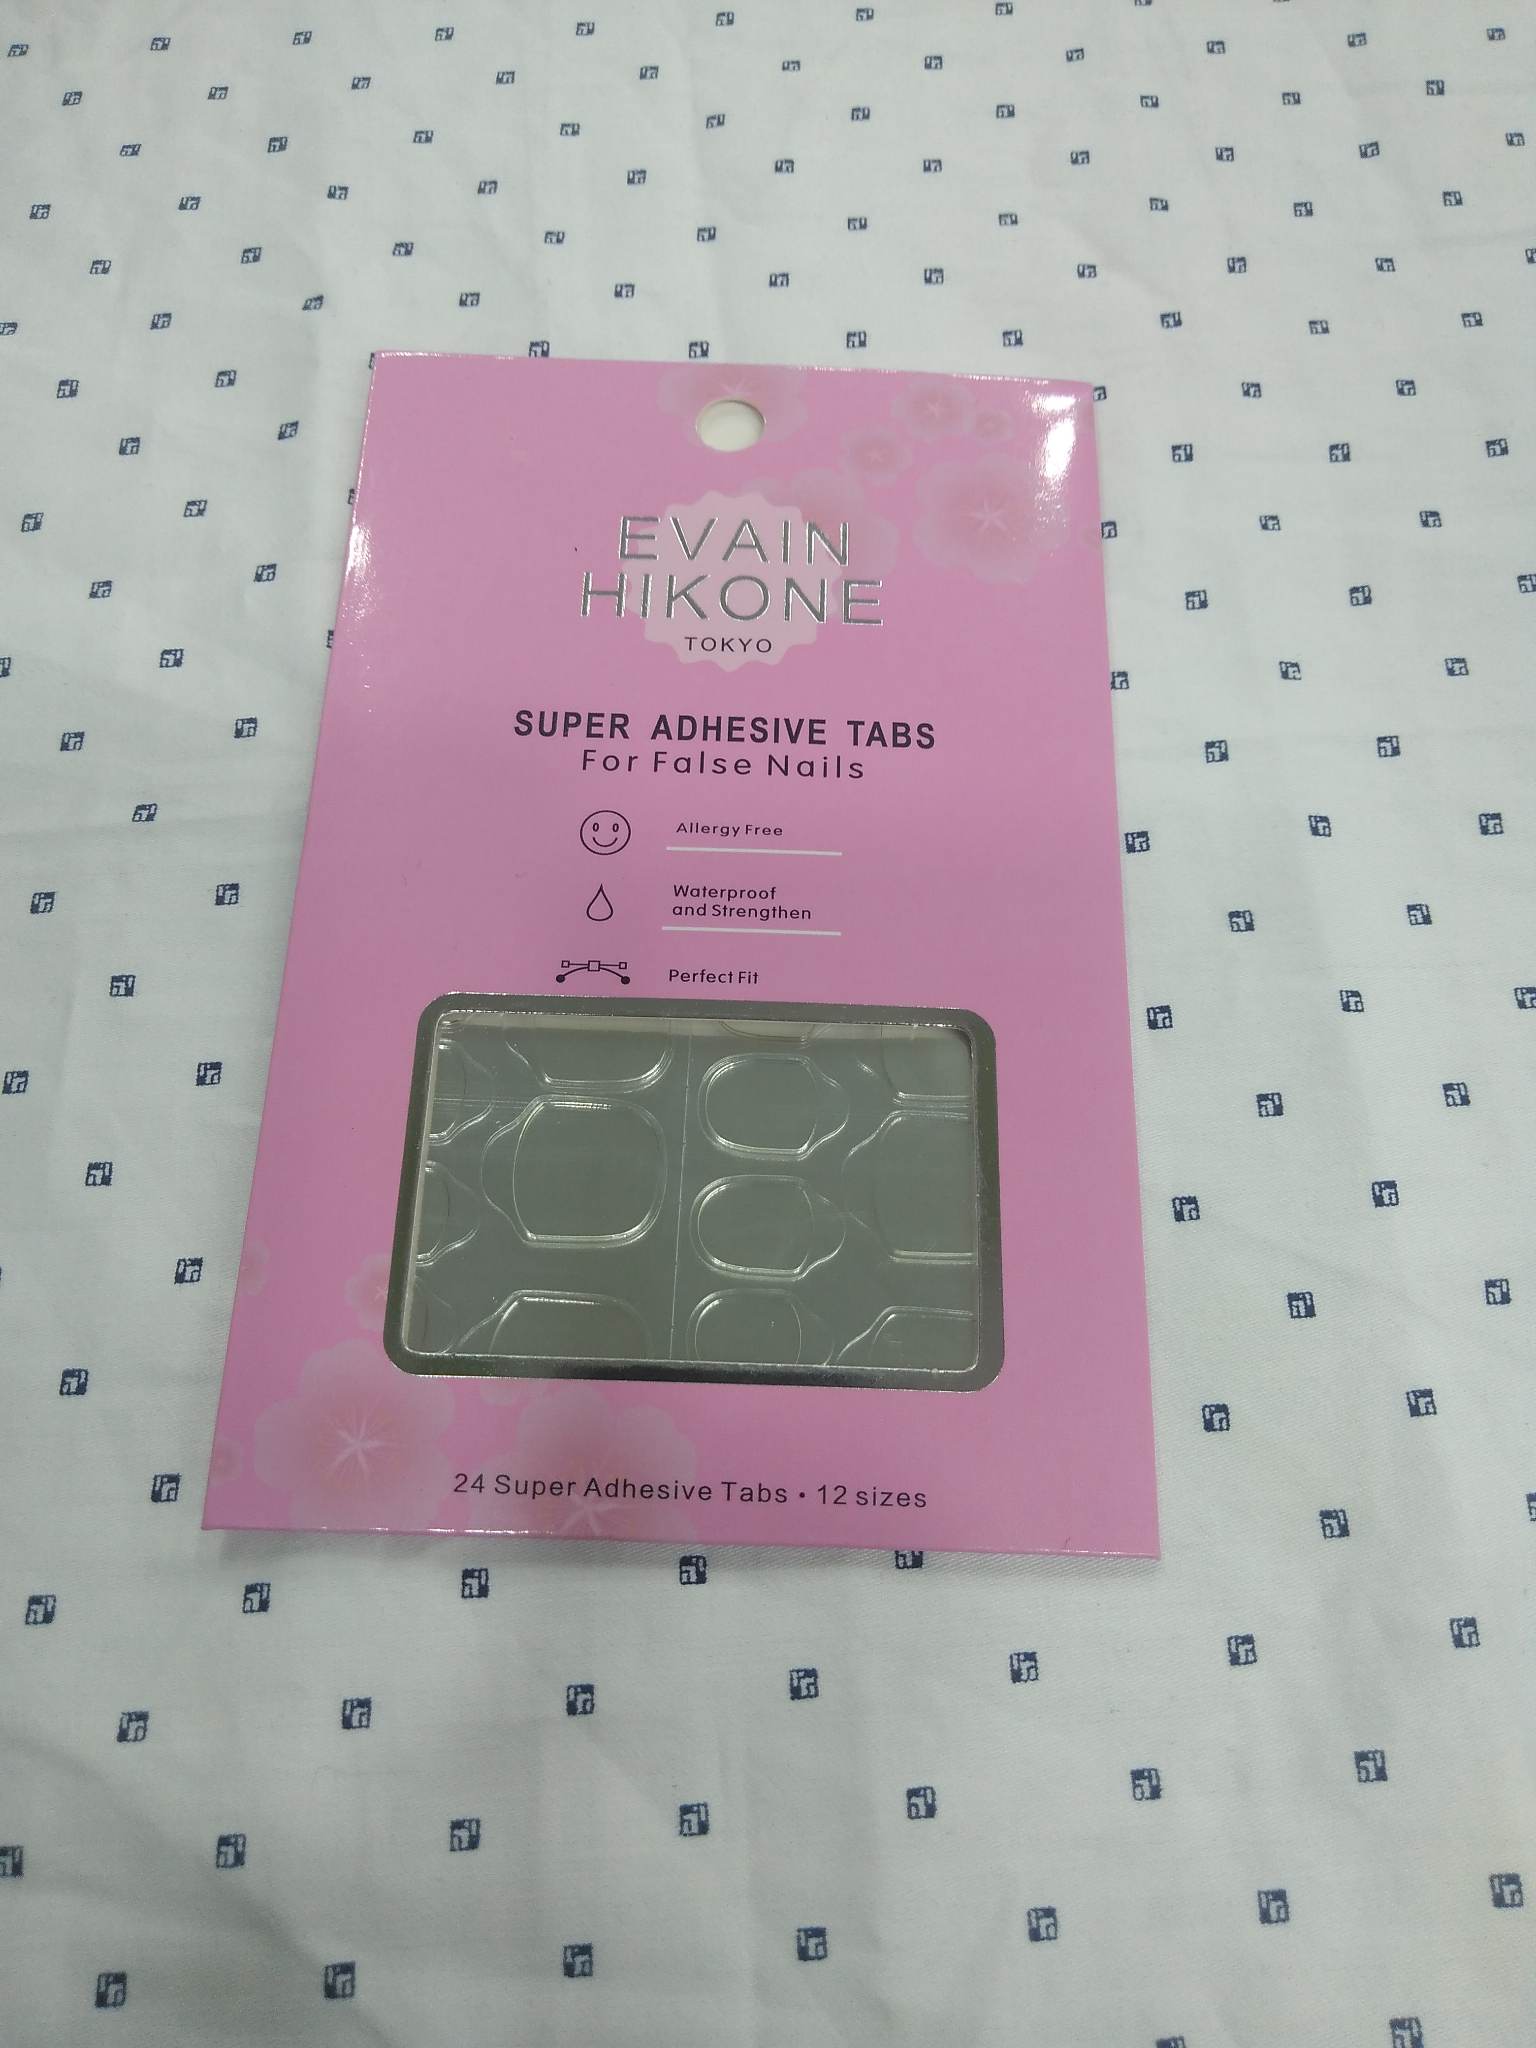 EVAIN
HIKONE
TOKYO
SUPER ADHESIVE TABS
For False Nails
Allergy Free
Waterproof
and Strengthen
Perfect Fit
24 Super Adhesive Tabs • 12 sizes